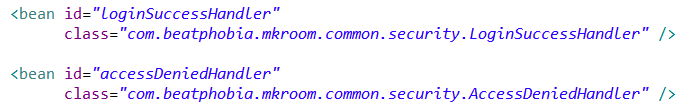 <bean id="loginSuccessHandler"
class="com.beatphobia.mkroom.common.security.LoginSuccessHandler" />
<bean id="accessDeniedHandler"
class="com.beatphobia.mkroom.common.security.AccessDeniedHandler" />